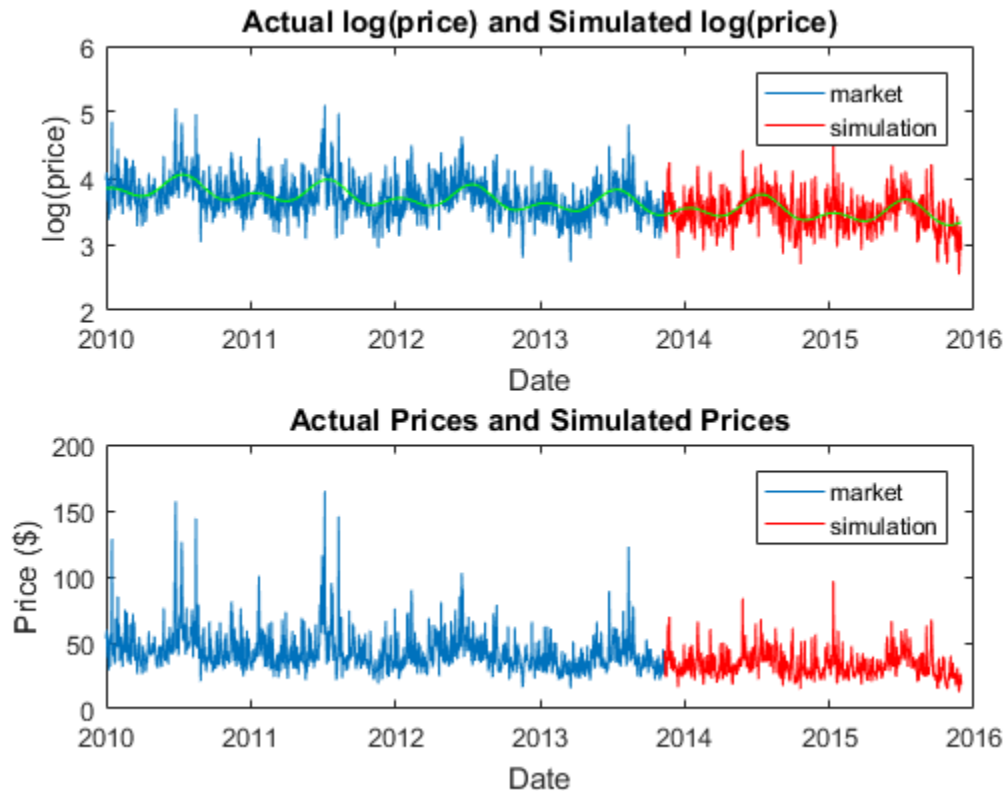 Actual log(price) and Simulated log(price)
6
5
4
3
2
log(price)
market
simulation
2010 2011 2012 2013 2014 2015 2016
Date
Actual Prices and Simulated Prices
200
150
100
50
0
Price ($)
market
simulation
2010 2011 2012 2013 2014 2015 2016
Date